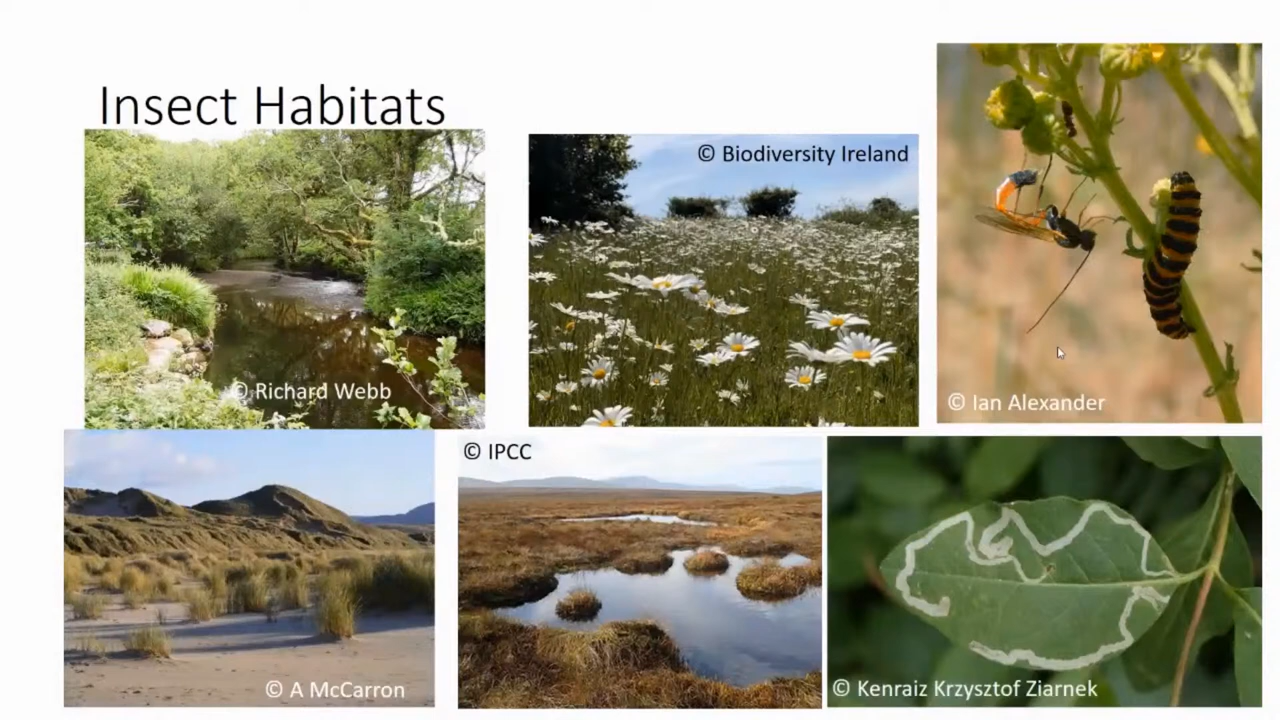 Insect Habitats
© Biodiversity Ireland
© Richard Webb
© Ian Alexander
© IPCC
© A McCarron
© Kenraiz Krzysztof Ziarnek